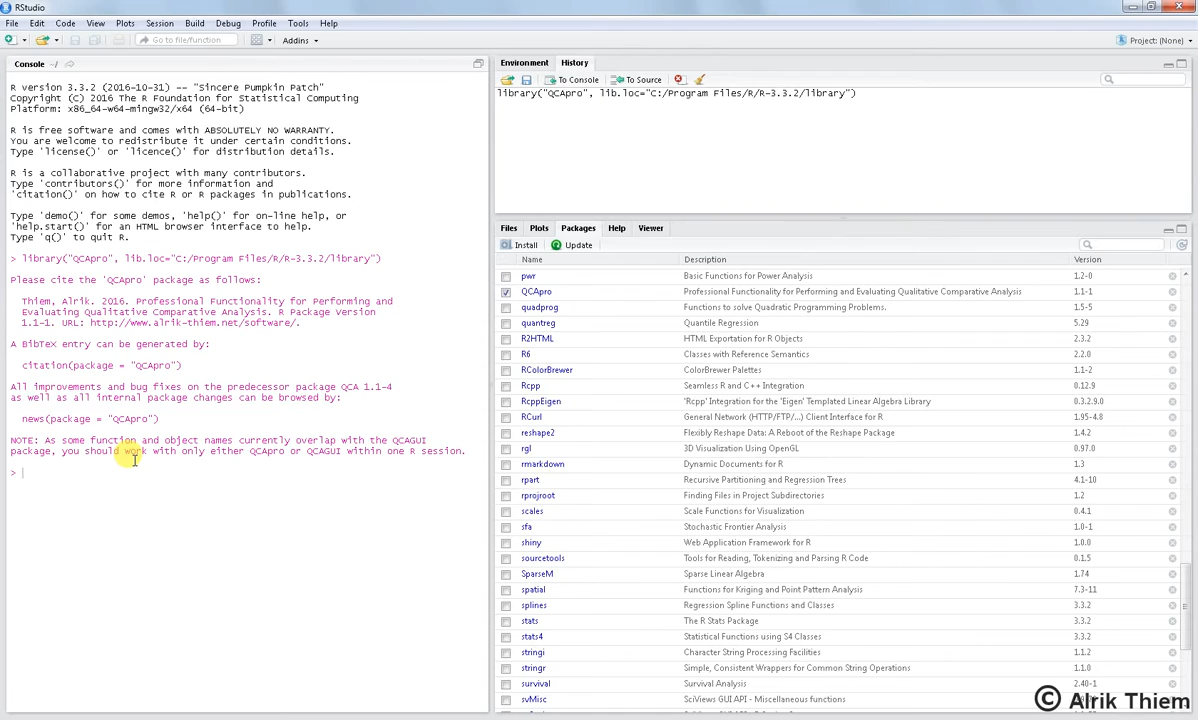 RStudio
File Edit Code View Plots Session Build Debug Profile Tools Help
Go to file/function Addins Project: (None)
Console ~/
R version 3.3.2 (2016-10-31) -- "Sincere Pumpkin Patch"
Copyright (C) 2016 The R Foundation for Statistical Computing
Platform: x86_64-w64-mingw32/x64 (64-bit)
R is free software and comes with ABSOLUTELY NO WARRANTY.
You are welcome to redistribute it under certain conditions.
Type 'license()' or 'licence()' for distribution details.
R is a collaborative project with many contributors.
Type 'contributors()' for more information and
'citation()' on how to cite R or R packages in publications.
Type 'demo()' for some demos, 'help()' for on-line help, or
'help.start()' for an HTML browser interface to help.
Type 'q()' to quit R.
> library("QCApro", lib.loc="C:/Program Files/R/R-3.3.2/library")
Please cite the 'QCApro' package as follows:
Thiem, Alrik. 2016. Professional Functionality for Performing and
Evaluating Qualitative Comparative Analysis. R Package Version
1.1-1. URL: http://www.alrik-thiem.net/software/.
A BibTeX entry can be generated by:
citation(package = "QCApro")
All improvements and bug fixes on the predecessor package QCA 1.1-4
as well as all internal package changes can be browsed by:
news(package = "QCApro")
NOTE: As some function and object names currently overlap with the QCAGUI
package, you should work with only either QCApro or QCAGUI within one R session.
>
Environment History
To Console To Source
library("QCApro", lib.loc="C:/Program Files/R/R-3.3.2/library")
Files Plots Packages Help Viewer
Install Update
Name Description Version
pwr Basic Functions for Power Analysis 1.2-0
QCApro Professional Functionality for Performing and Evaluating Qualitative Comparative Analysis 1.1-1
quadprog Functions to solve Quadratic Programming Problems. 1.5-5
quantreg Quantile Regression 5.29
R2HTML HTML Exportation for R Objects 2.3.2
R6 Classes with Reference Semantics 2.2.0
RColorBrewer ColorBrewer Palettes 1.1-2
Rcpp Seamless R and C++ Integration 0.12.9
RcppEigen 'Rcpp' Integration for the 'Eigen' Templated Linear Algebra Library 0.3.2.9.0
RCurl General Network (HTTP/FTP/...) Client Interface for R 1.95-4.8
reshape2 Flexibly Reshape Data: A Reboot of the Reshape Package 1.4.2
rgl 3D Visualization Using OpenGL 0.97.0
rmarkdown Dynamic Documents for R 1.3
rpart Recursive Partitioning and Regression Trees 4.1-10
rprojroot Finding Files in Project Subdirectories 1.2
scales Scale Functions for Visualization 0.4.1
sfa Stochastic Frontier Analysis 1.0-1
shiny Web Application Framework for R 1.0.0
sourcetools Tools for Reading, Tokenizing and Parsing R Code 0.1.5
SparseM Sparse Linear Algebra 1.74
spatial Functions for Kriging and Point Pattern Analysis 7.3-11
splines Regression Spline Functions and Classes 3.3.2
stats The R Stats Package 3.3.2
stats4 Statistical Functions using S4 Classes 3.3.2
stringi Character String Processing Facilities 1.1.2
stringr Simple, Consistent Wrappers for Common String Operations 1.1.0
survival Survival Analysis 2.40-1
svMisc SciViews GUI API - Miscellaneous functions
© Alrik Thiem